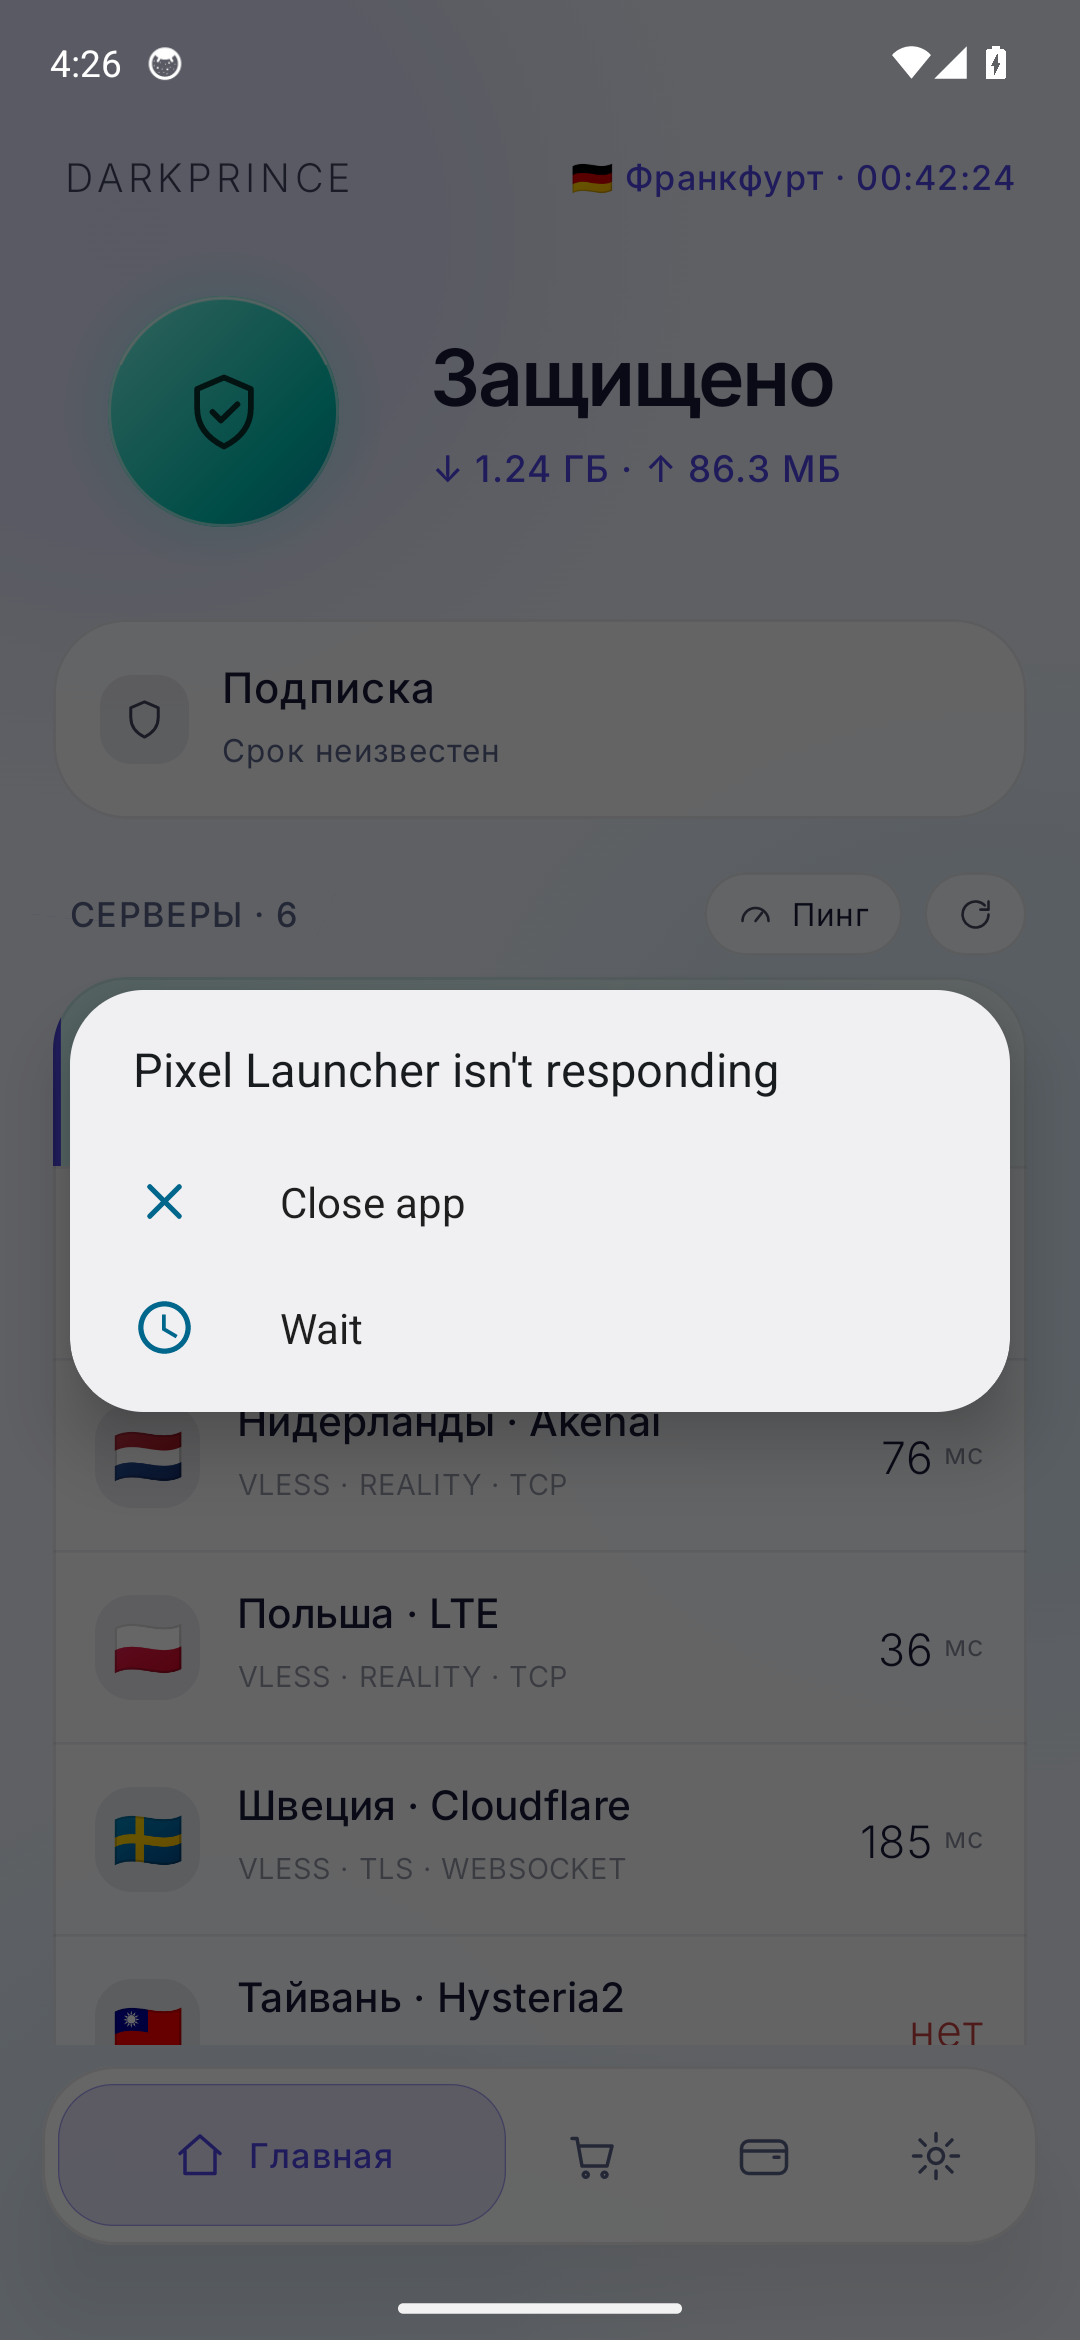 4:26
DARKPRINCE
Франкфурт · 00:42:24
Защищено
↓ 1.24 ГБ · ↑ 86.3 МБ
Подписка
Срок неизвестен
СЕРВЕРЫ · 6
Пинг
Pixel Launcher isn't responding
Close app
Wait
Нидерланды · Akenai
VLESS · REALITY · TCP
76 мс
Польша · LTE
VLESS · REALITY · TCP
36 мс
Швеция · Cloudflare
VLESS · TLS · WEBSOCKET
185 мс
Тайвань · Hysteria2
нет
Главная